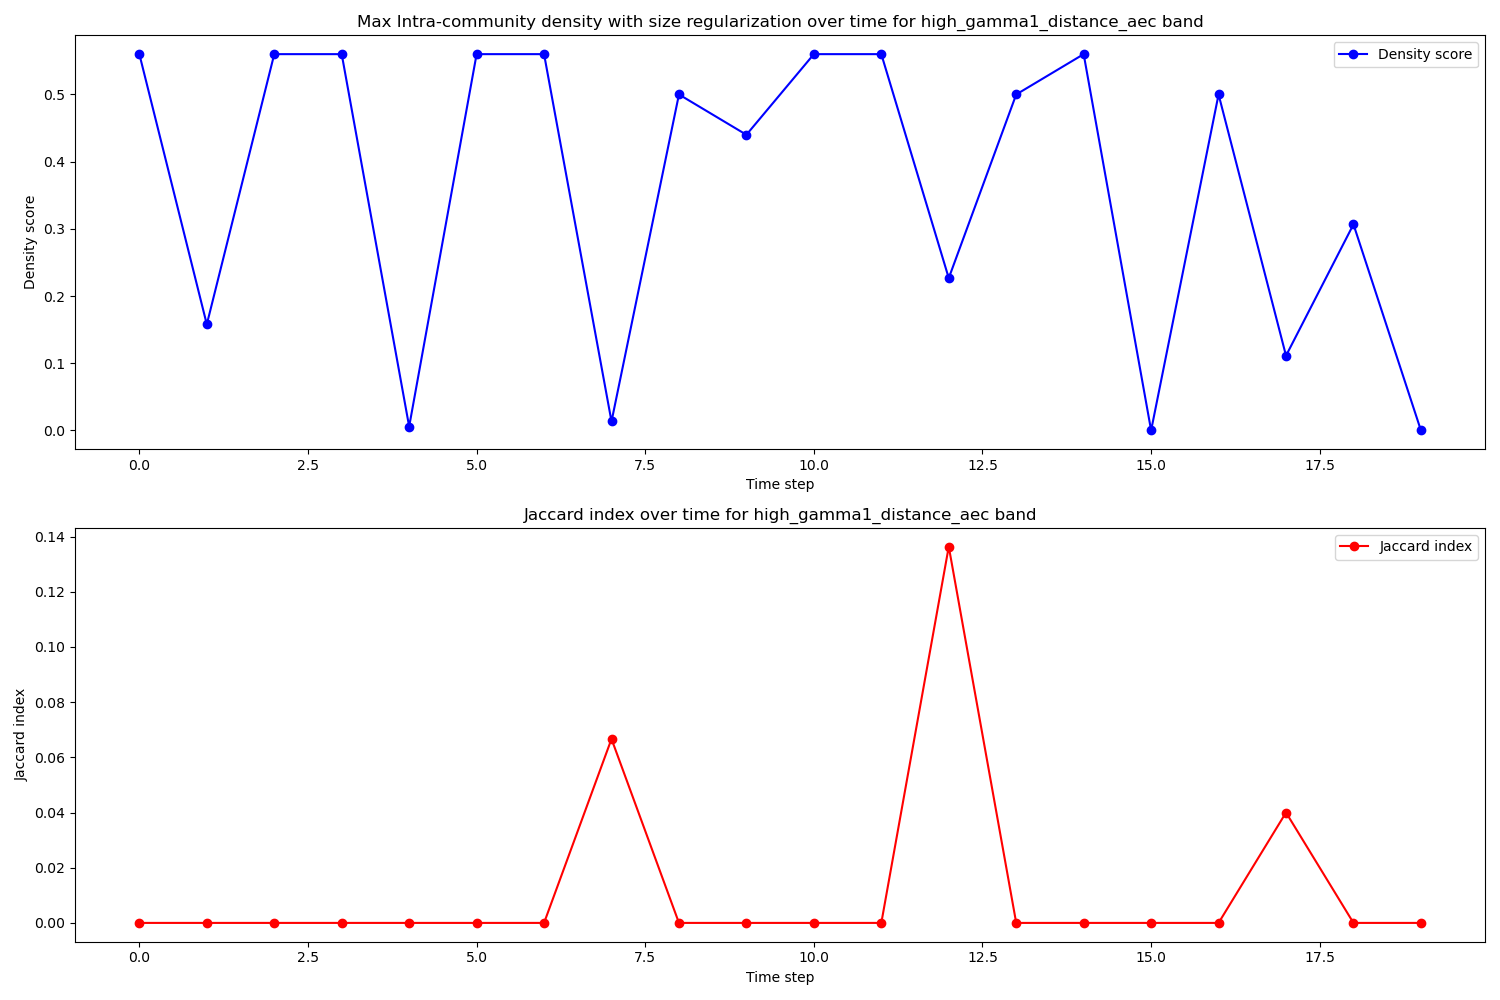 Max Intra-community density with size regularization over time for high_gamma1_distance_aec band
Density score
0.5
0.4
0.3
0.2
0.1
0.0
Density score
0.0 2.5 5.0 7.5 10.0 12.5 15.0 17.5
Time step
Jaccard index over time for high_gamma1_distance_aec band
Jaccard index
0.14
0.12
0.10
0.08
0.06
0.04
0.02
0.00
Jaccard index
0.0 2.5 5.0 7.5 10.0 12.5 15.0 17.5
Time step